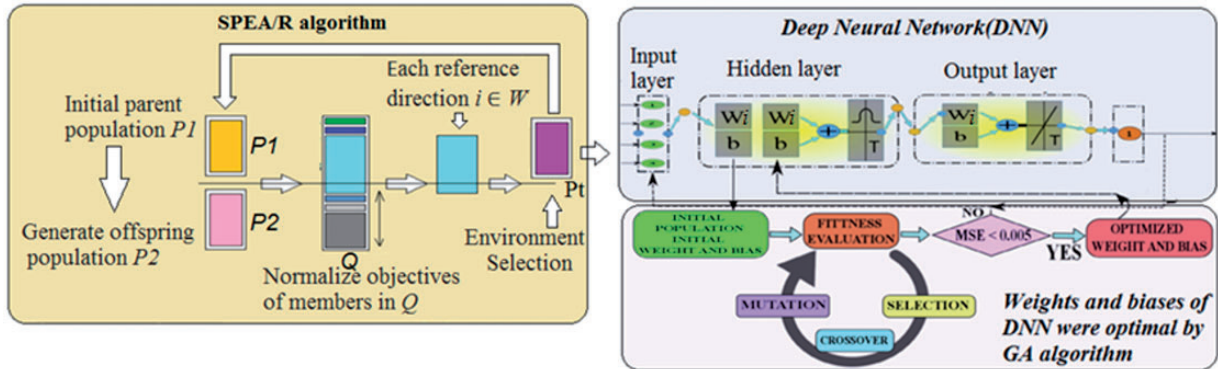 SPEA/R algorithm
Initial parent
population P1
Generate offspring
population P2
P1
P2
Q
Normalize objectives
of members in Q
Each reference
direction i ∈ W
Pt
Environment
Selection
Deep Neural Network(DNN)
Input
layer
Hidden layer
Output layer
Wi
b
Wi
b
T
Wi
b
T
INITIAL
POPULATION
INITIAL
WEIGHT AND BIAS
FITTNESS
EVALUATION
NO
MSE < 0.005
YES
OPTIMIZED
WEIGHT AND BIAS
MUTATION
SELECTION
CROSSOVER
Weights and biases of
DNN were optimal by
GA algorithm